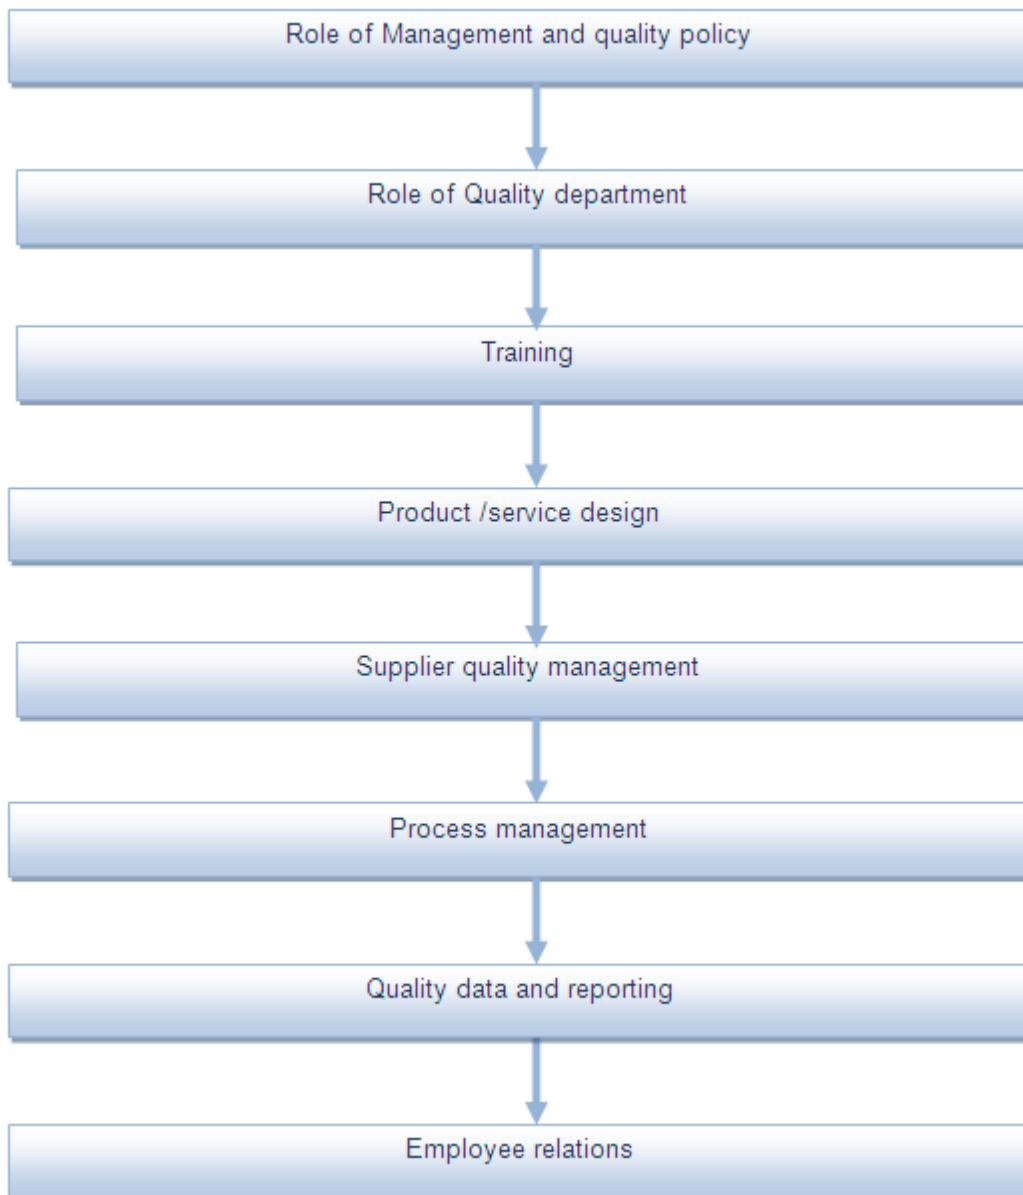 Role of Management and quality policy
Role of Quality department
Training
Product /service design
Supplier quality management
Process management
Quality data and reporting
Employee relations